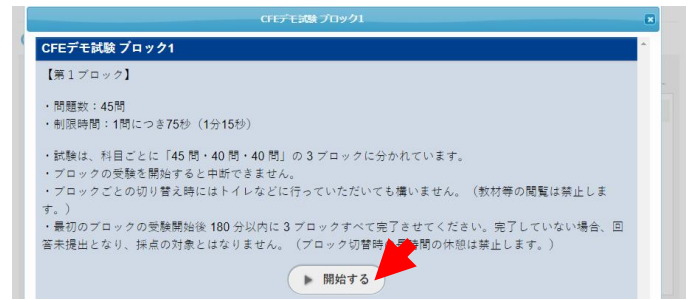 CFEデモ試験 ブロック1
CFEデモ試験 ブロック1
【第１ブロック】
・問題数：45問
・制限時間：1問につき75秒（1分15秒）
・試験は、科目ごとに「45 問・40 問・40 問」の 3 ブロックに分かれています。
・ブロックの受験を開始すると中断できません。
・ブロックごとの切り替え時にはトイレなどに行っていただいても構いません。（教材等の閲覧は禁止しま
す。）
・最初のブロックの受験開始後 180 分以内に 3 ブロックすべて完了させてください。完了していない場合、回
答未提出となり、採点の対象とはなりません。（ブロック切替時の 時間の休憩は禁止します。）
開始する